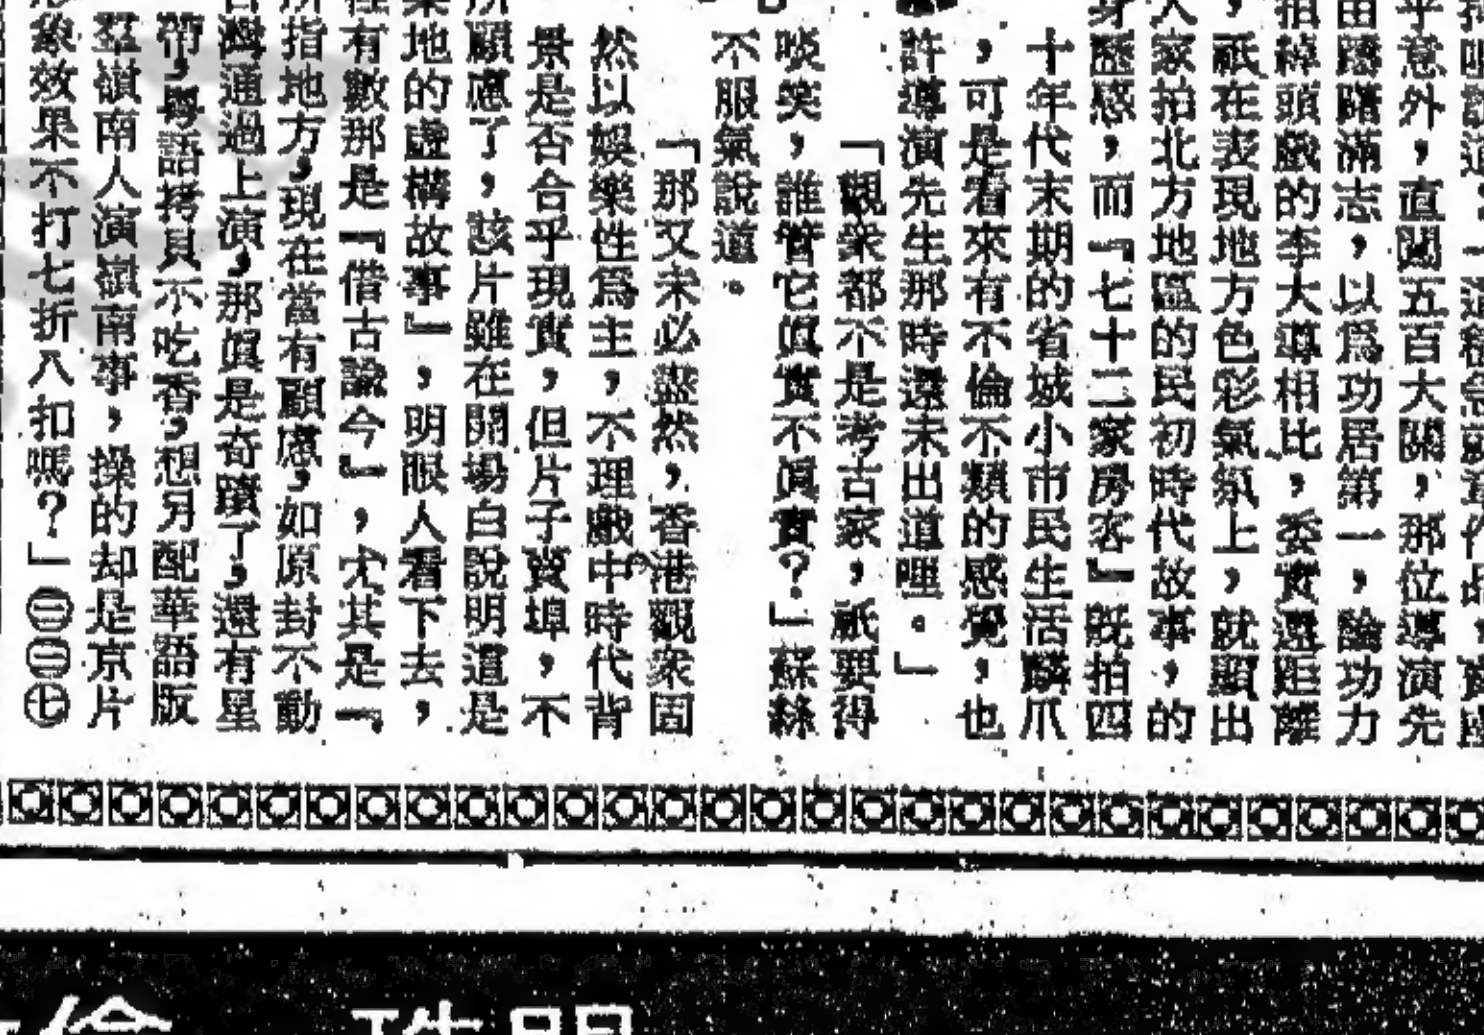 乎意外，直闖五百大關，那位導演先
由躊躇滿志，以爲功居第一，論功力
拍綽頭戲的李大導相比，委實還距離
，祇在表現地方色彩氣氛上，就顯出
人家拍北方地區的民初時代故事，的
身歷感，而『七十二家房客』既拍四
十年代末期的省城小市民生活鱗爪
，可是看來有不倫不類的感覺，也
許導演先生那時還未出道哩。」
「觀衆都不是考古家，祇要得
啖笑，誰管它眞實不眞實？」蘇絲
不服氣說道。
「那又未必盡然，香港觀衆固
然以娛樂性爲主，不理戲中時代背
景是否合乎現實，但片子賣埠，不
所顧慮了，該片雖在開場白說明這是
某地的虛構故事』，明眼人看下去，
有數那是『借古諭今』，尤其是『
所指地方，現在當有顧慮，如原封不動
灣通過上演，那眞是奇蹟了，還有星
帶，粵語拷貝不吃香，想月配華語版
羣嶺南人演嶺南事，操的却是京片
象效果不打七折八扣嗎？」㊂㊂㊆